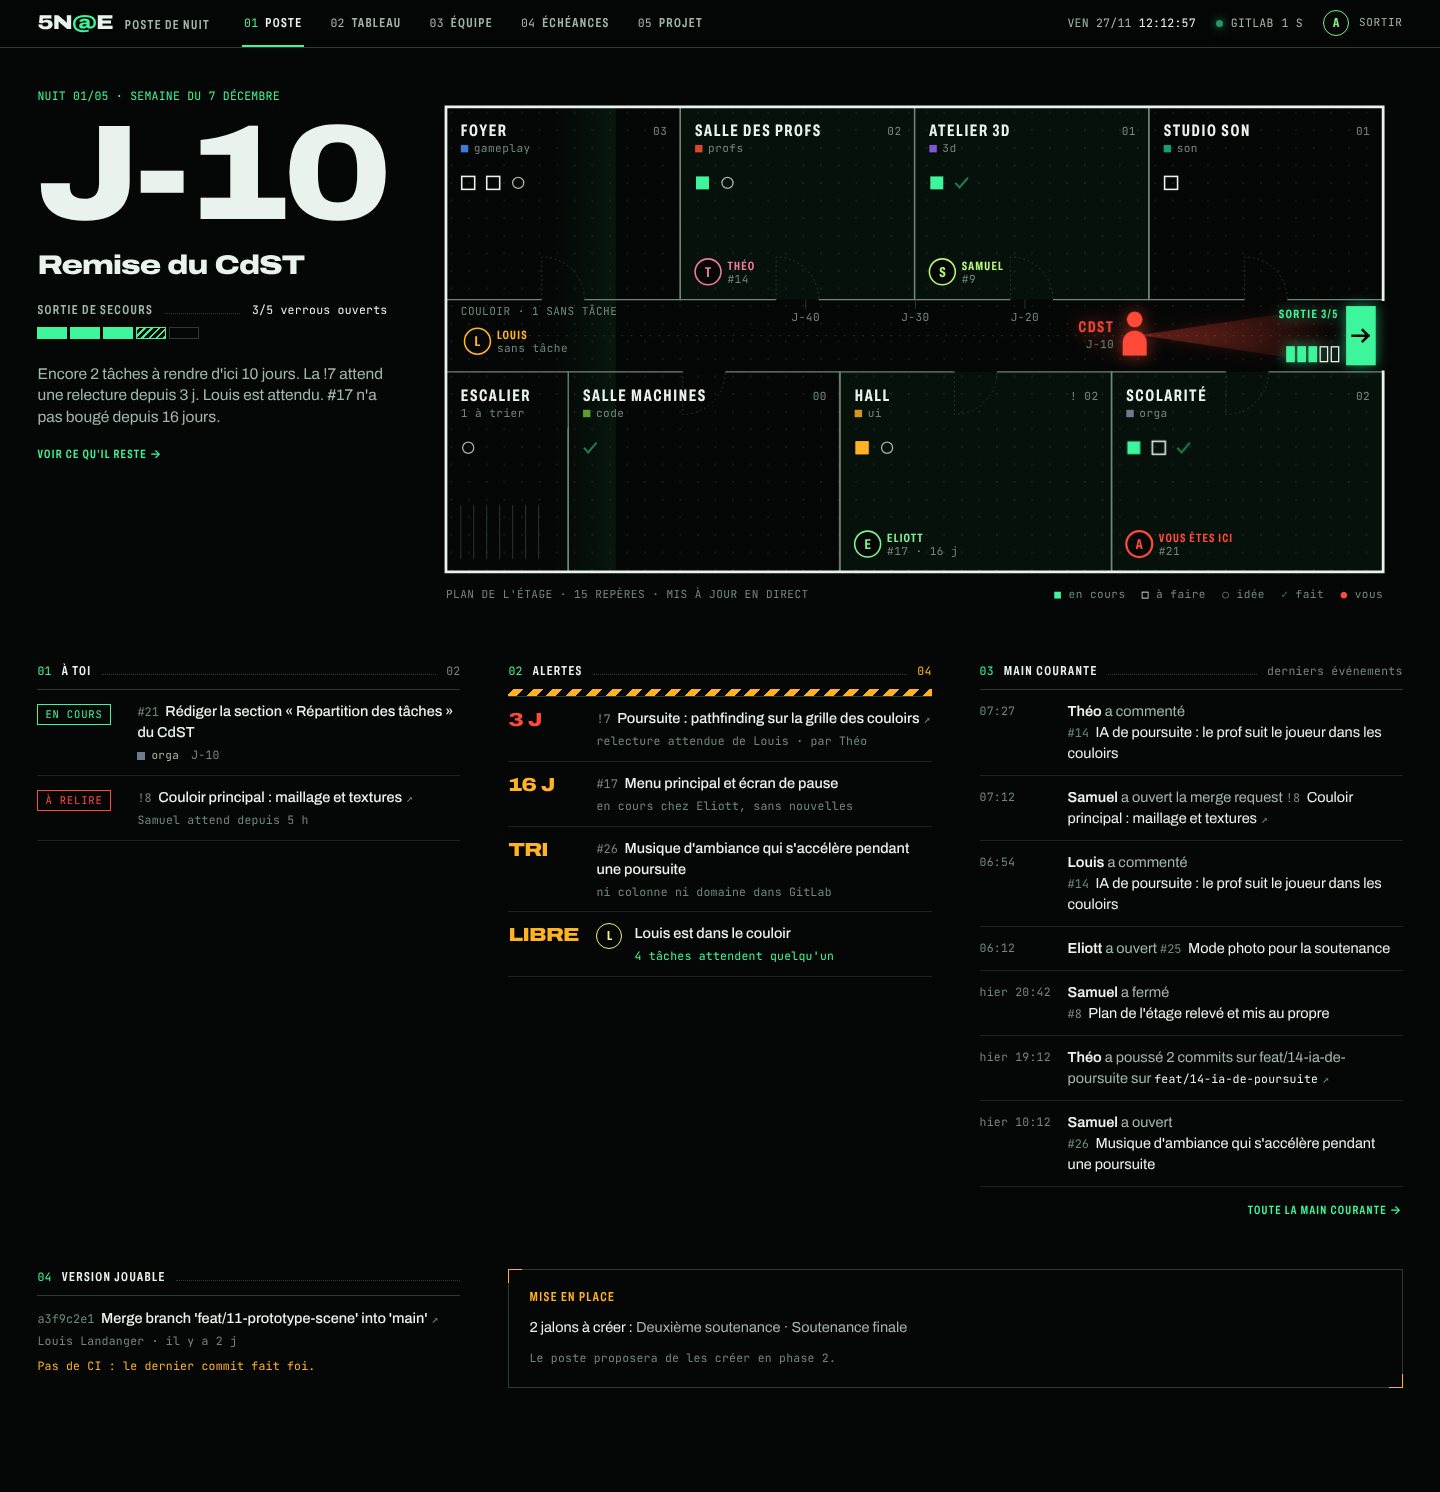 5N@E POSTE DE NUIT 01 POSTE 02 TABLEAU 03 ÉQUIPE 04 ÉCHÉANCES 05 PROJET VEN 27/11 12:12:57 GITLAB 1 S A SORTIR
NUIT 01/05 · SEMAINE DU 7 DÉCEMBRE
J-10
Remise du CdST
SORTIE DE SECOURS 3/5 verrous ouverts
Encore 2 tâches à rendre d'ici 10 jours. La !7 attend
une relecture depuis 3 j. Louis est attendu. #17 n'a
pas bougé depuis 16 jours.
VOIR CE QU'IL RESTE →
FOYER 03
gameplay
SALLE DES PROFS 02
profs
T THÉO
#14
ATELIER 3D 01
3d
S SAMUEL
#9
STUDIO SON 01
son
COULOIR · 1 SANS TÂCHE
L LOUIS
sans tâche
J-40 J-30 J-20
CDST
J-10
SORTIE 3/5
→
ESCALIER
1 à trier
SALLE MACHINES 00
code
HALL ! 02
ui
E ELIOTT
#17 · 16 j
SCOLARITÉ 02
orga
A VOUS ÊTES ICI
#21
PLAN DE L'ÉTAGE · 15 REPÈRES · MIS À JOUR EN DIRECT
en cours à faire idée ✓ fait vous
01 À TOI 02
EN COURS #21 Rédiger la section « Répartition des tâches »
du CdST
orga J-10
À RELIRE !8 Couloir principal : maillage et textures ↗
Samuel attend depuis 5 h
02 ALERTES 04
3 J !7 Poursuite : pathfinding sur la grille des couloirs ↗
relecture attendue de Louis · par Théo
16 J #17 Menu principal et écran de pause
en cours chez Eliott, sans nouvelles
TRI #26 Musique d'ambiance qui s'accélère pendant
une poursuite
ni colonne ni domaine dans GitLab
LIBRE L Louis est dans le couloir
4 tâches attendent quelqu'un
03 MAIN COURANTE derniers événements
07:27 Théo a commenté
#14 IA de poursuite : le prof suit le joueur dans les
couloirs
07:12 Samuel a ouvert la merge request !8 Couloir
principal : maillage et textures ↗
06:54 Louis a commenté
#14 IA de poursuite : le prof suit le joueur dans les
couloirs
06:12 Eliott a ouvert #25 Mode photo pour la soutenance
hier 20:42 Samuel a fermé
#8 Plan de l'étage relevé et mis au propre
hier 19:12 Théo a poussé 2 commits sur feat/14-ia-de-
poursuite sur feat/14-ia-de-poursuite ↗
hier 10:12 Samuel a ouvert
#26 Musique d'ambiance qui s'accélère pendant
une poursuite
TOUTE LA MAIN COURANTE →
04 VERSION JOUABLE
a3f9c2e1 Merge branch 'feat/11-prototype-scene' into 'main' ↗
Louis Landanger · il y a 2 j
Pas de CI : le dernier commit fait foi.
MISE EN PLACE
2 jalons à créer : Deuxième soutenance · Soutenance finale
Le poste proposera de les créer en phase 2.